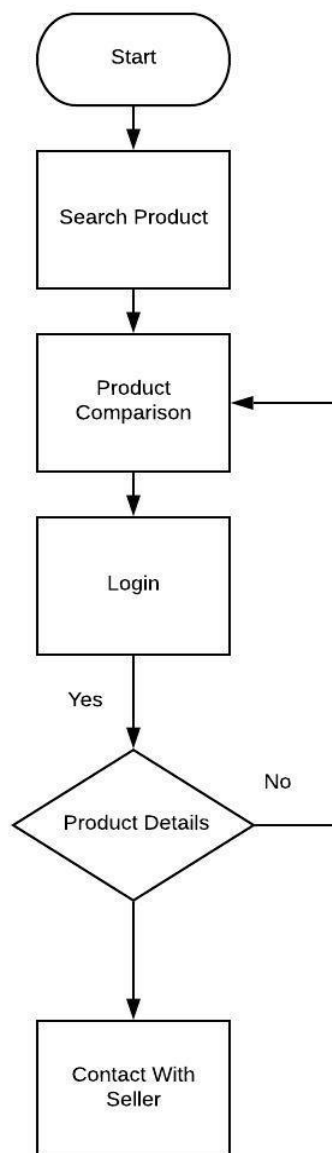 Start
Search Product
Product
Comparison
Login
Yes
No
Product Details
Contact With
Seller